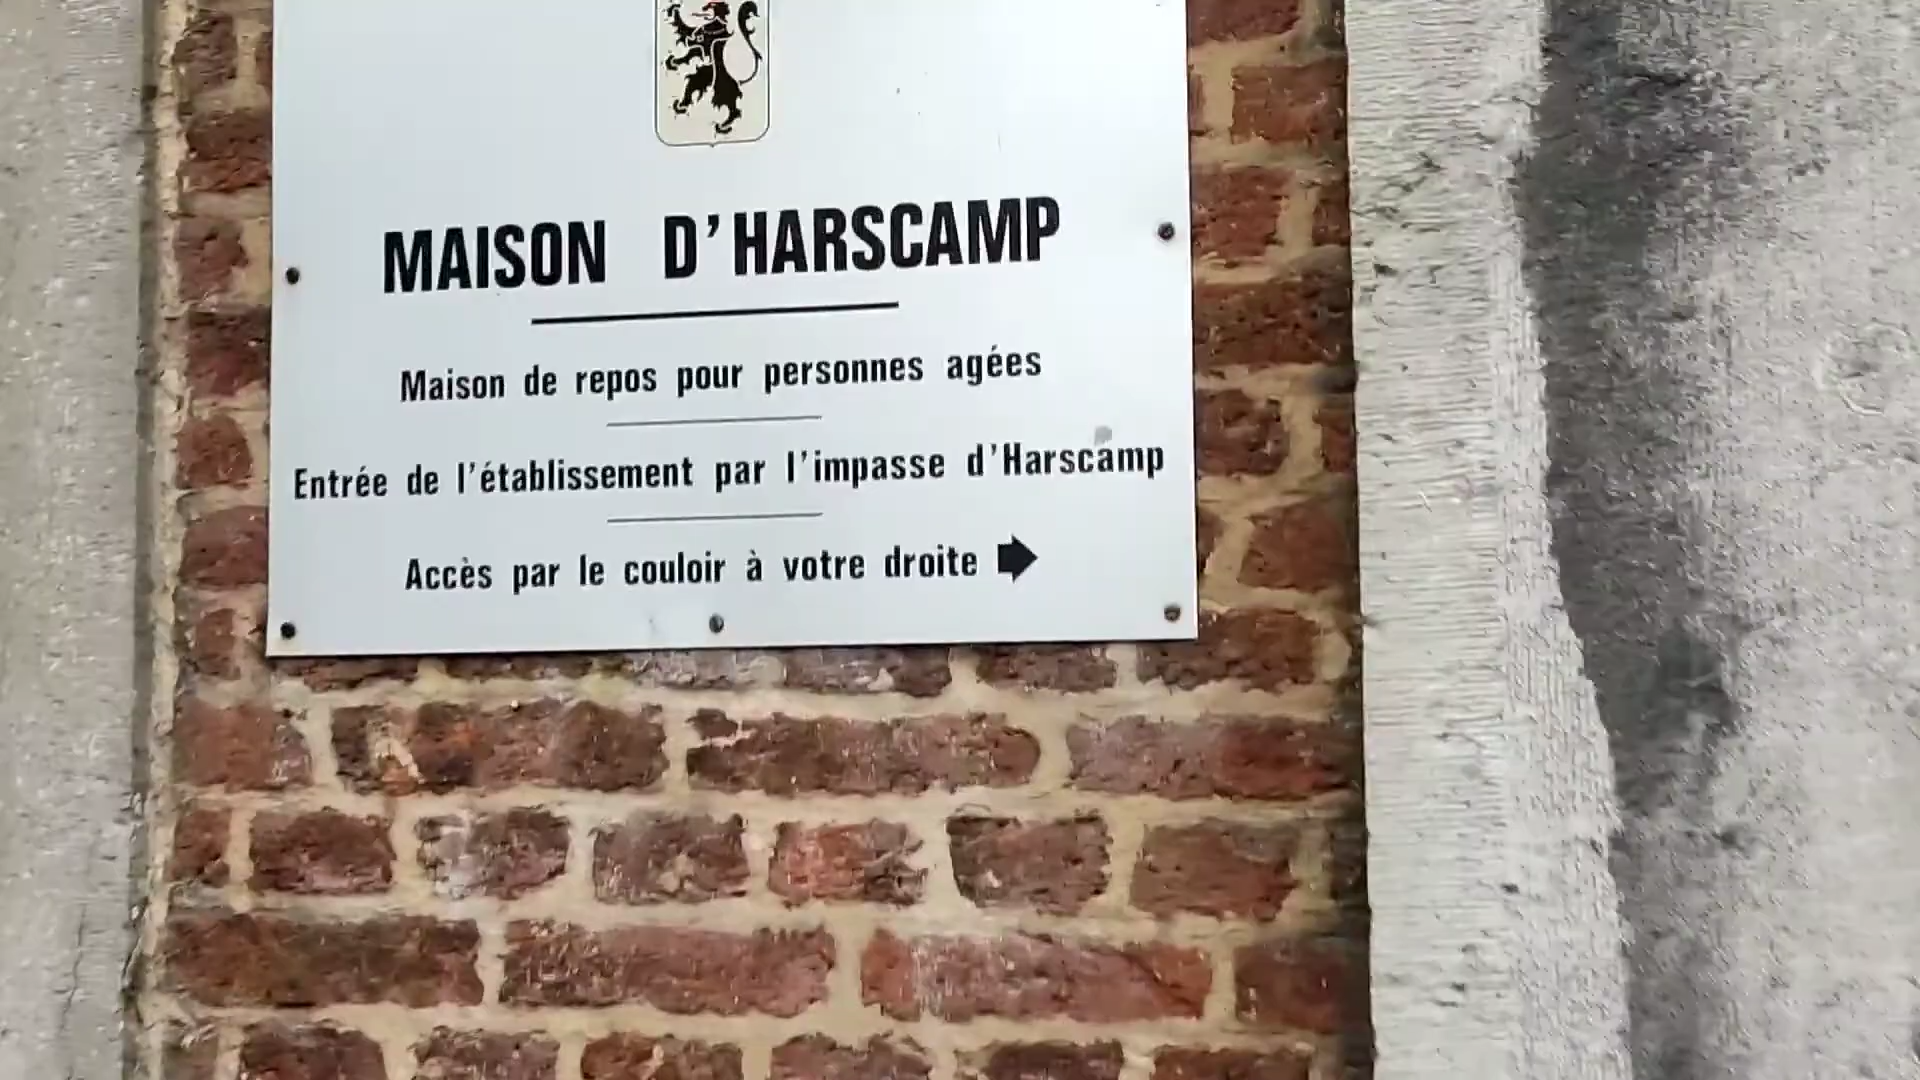 MAISON D'HARSCAMP
Maison de repos pour personnes agées
Entrée de l'établissement par l'impasse d'Harscamp
Accès par le couloir à votre droite